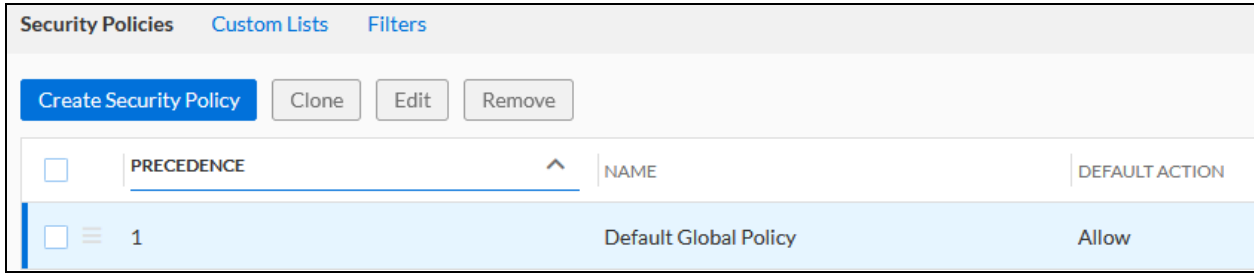 Security Policies Custom Lists Filters
Create Security Policy Clone Edit Remove
PRECEDENCE NAME DEFAULT ACTION
1 Default Global Policy Allow